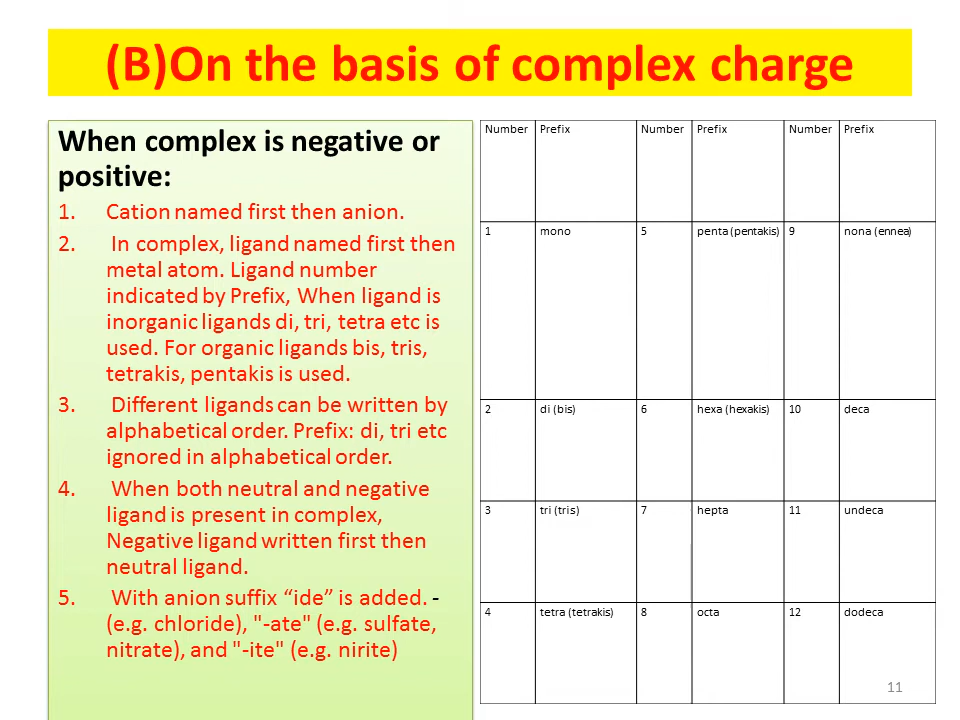 (B)On the basis of complex charge
When complex is negative or
positive:
1. Cation named first then anion.
2. In complex, ligand named first then
metal atom. Ligand number
indicated by Prefix, When ligand is
inorganic ligands di, tri, tetra etc is
used. For organic ligands bis, tris,
tetrakis, pentakis is used.
3. Different ligands can be written by
alphabetical order. Prefix: di, tri etc
ignored in alphabetical order.
4. When both neutral and negative
ligand is present in complex,
Negative ligand written first then
neutral ligand.
5. With anion suffix “ide” is added. -
(e.g. chloride), "-ate" (e.g. sulfate,
nitrate), and "-ite" (e.g. nirite)
Number Prefix Number Prefix Number Prefix
1 mono 5 penta (pentakis) 9 nona (ennea)
2 di (bis) 6 hexa (hexakis) 10 deca
3 tri (tris) 7 hepta 11 undeca
4 tetra (tetrakis) 8 octa 12 dodeca
11